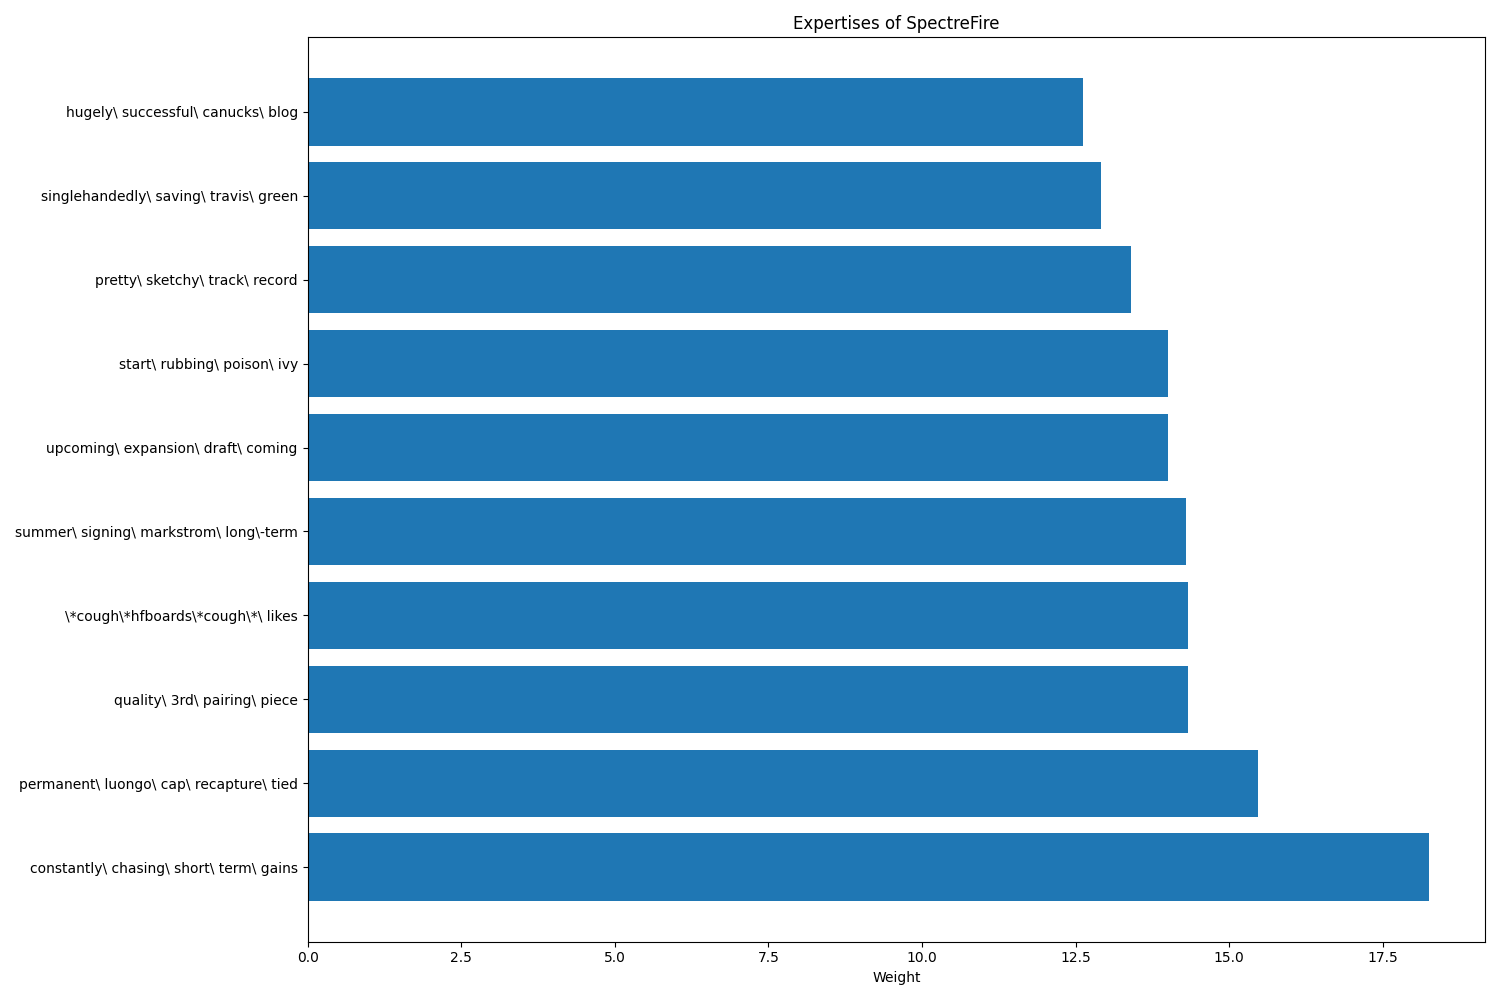 Expertises of SpectreFire
hugely\ successful\ canucks\ blog
singlehandedly\ saving\ travis\ green
pretty\ sketchy\ track\ record
start\ rubbing\ poison\ ivy
upcoming\ expansion\ draft\ coming
summer\ signing\ markstrom\ long\-term
\*cough\*hfboards\*cough\*\ likes
quality\ 3rd\ pairing\ piece
permanent\ luongo\ cap\ recapture\ tied
constantly\ chasing\ short\ term\ gains
0.0 2.5 5.0 7.5 10.0 12.5 15.0 17.5
Weight